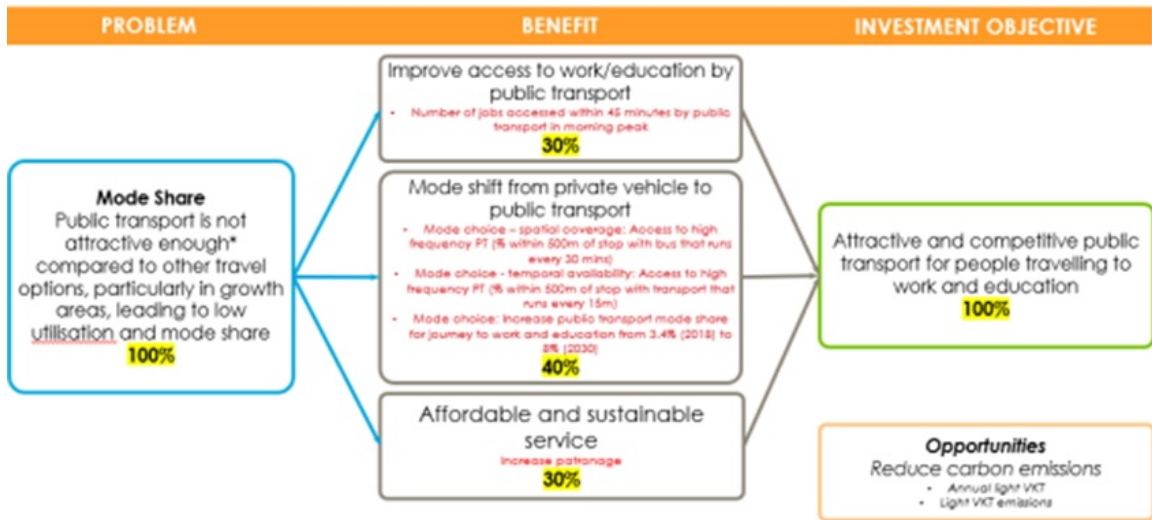 PROBLEM
BENEFIT
INVESTMENT OBJECTIVE
Mode Share
Public transport is not
attractive enough*
compared to other travel
options, particularly in growth
areas, leading to low
utilisation and mode share
100%
Improve access to work/education by
public transport
• Number of jobs accessed within 45 minutes by public
transport in morning peak
30%
Mode shift from private vehicle to
public transport
• Mode choice – spatial coverage: Access to high
frequency PT (% within 500m of stop with bus that runs
every 30 mins)
• Mode choice - temporal availability: Access to high
frequency PT (% within 500m of stop with transport that
runs every 15m)
• Mode choice: Increase public transport mode share
for journey to work and education from 3.4% (2018) to
8% (2030)
40%
Affordable and sustainable
service
Increase patronage
30%
Attractive and competitive public
transport for people travelling to
work and education
100%
Opportunities
Reduce carbon emissions
• Annual light VKT
• Light VKT emissions